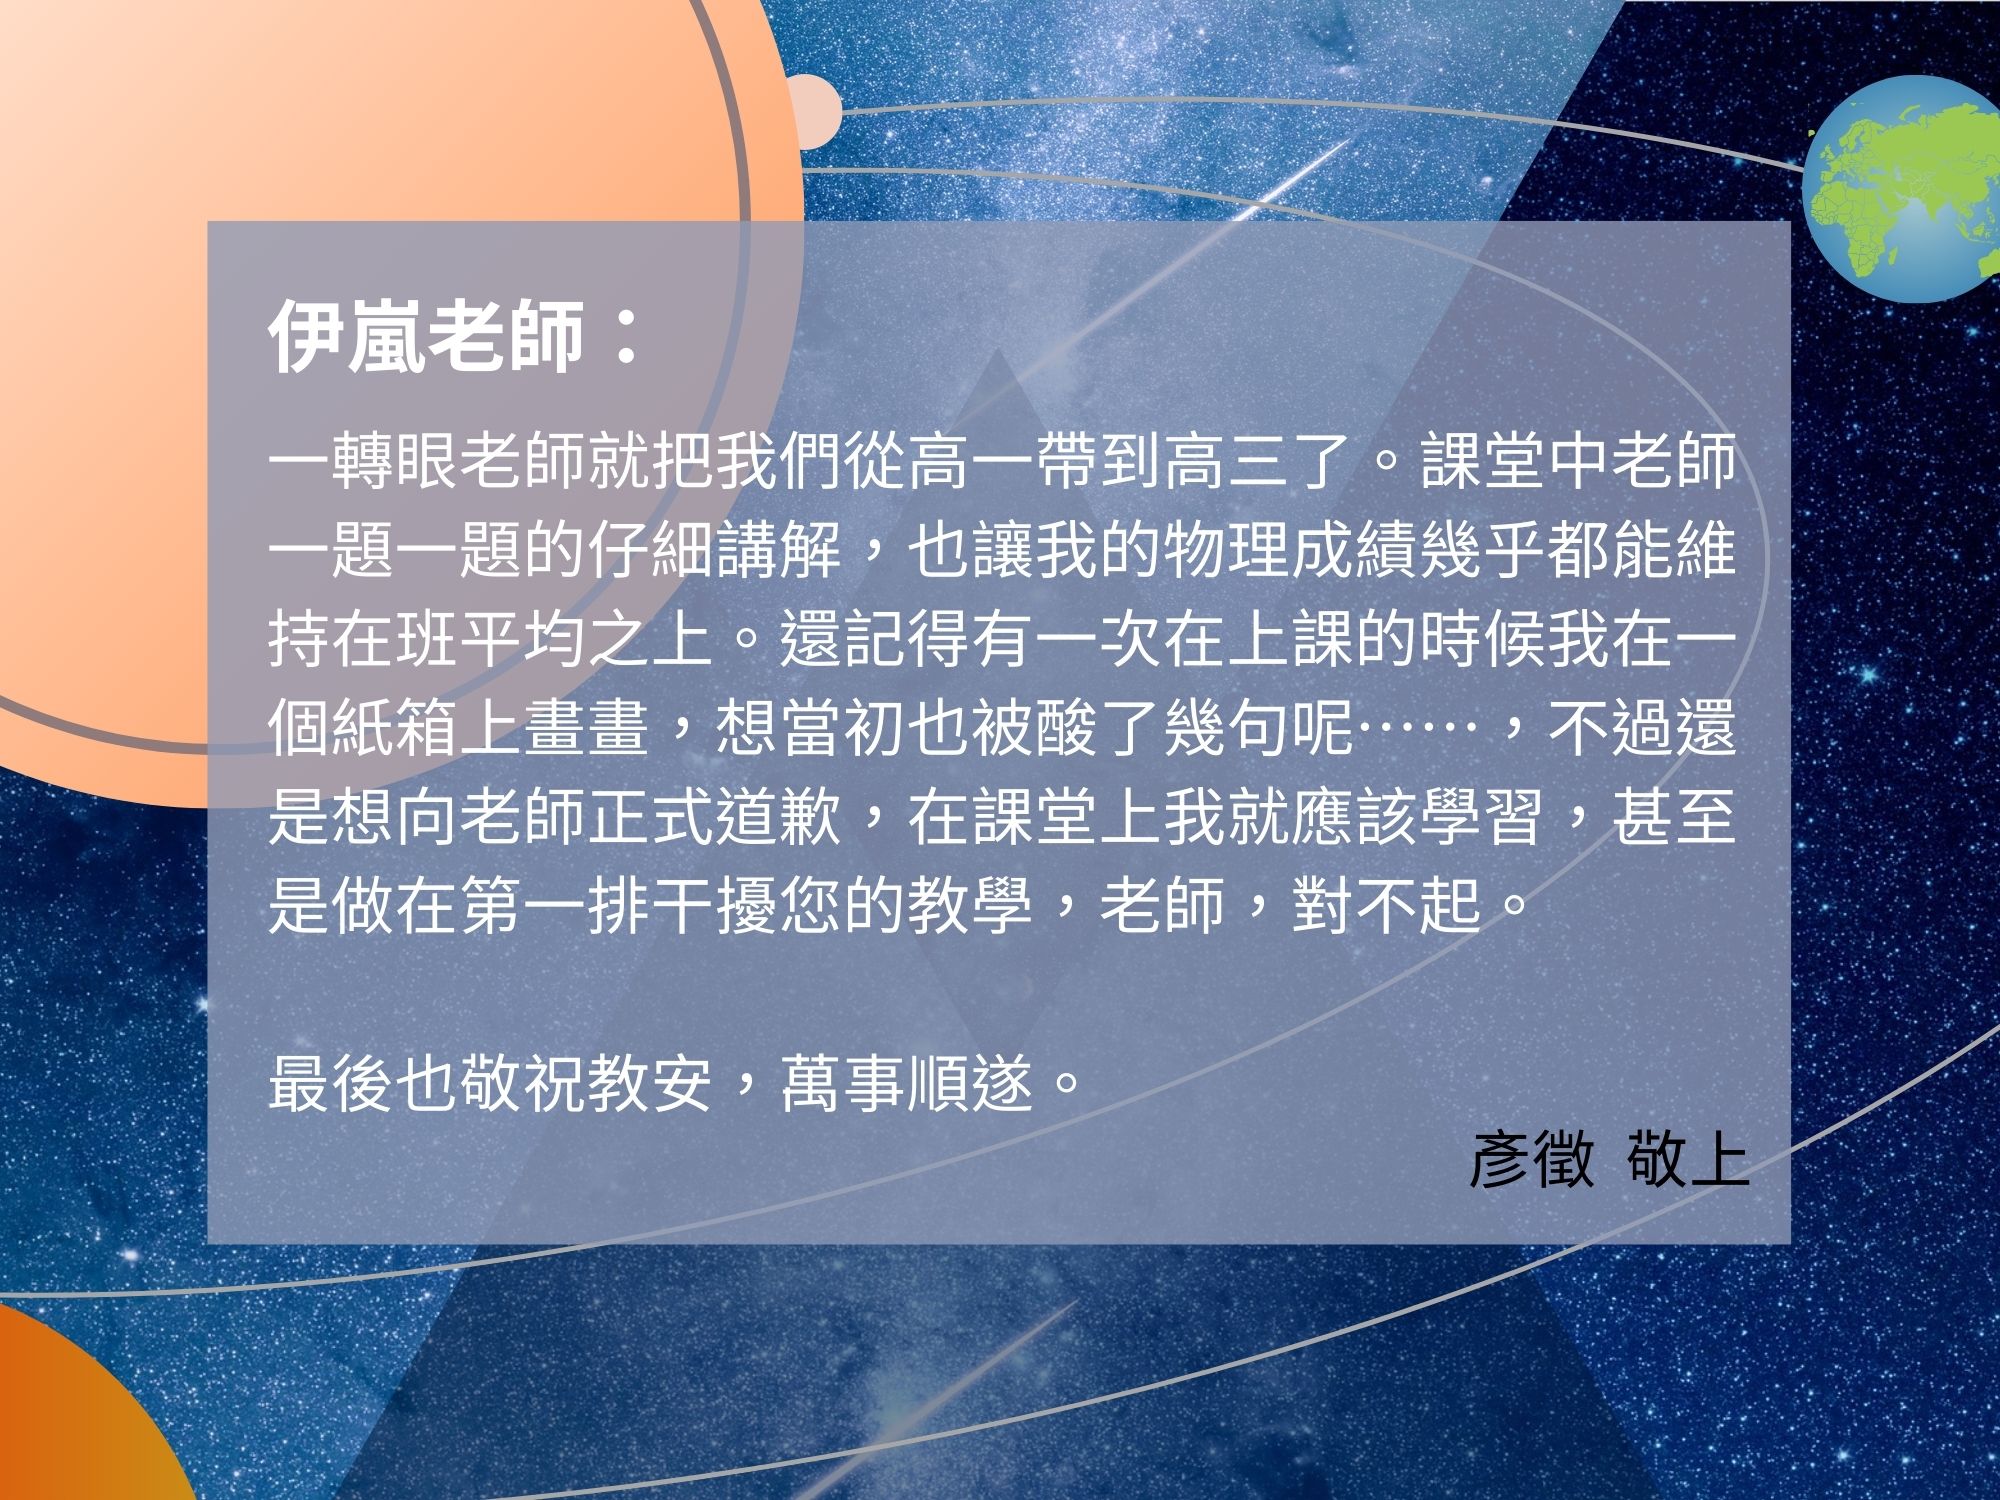 伊嵐老師：
一轉眼老師就把我們從高一帶到高三了。課堂中老師
一題一題的仔細講解，也讓我的物理成績幾乎都能維
持在班平均之上。還記得有一次在上課的時候我在一
個紙箱上畫畫，想當初也被酸了幾句呢⋯⋯，不過還
是想向老師正式道歉，在課堂上我就應該學習，甚至
是做在第一排干擾您的教學，老師，對不起。
最後也敬祝教安，萬事順遂。
彥徵 敬上